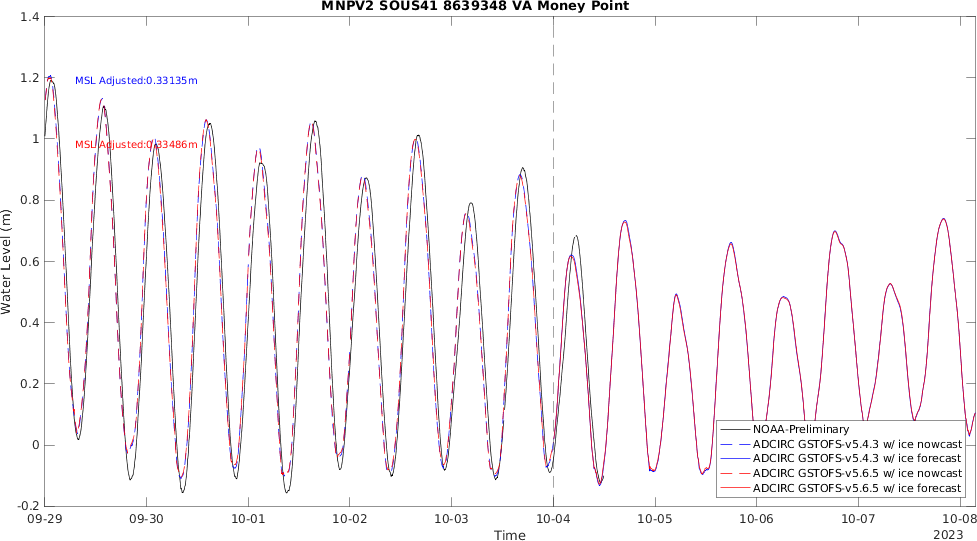 MNPV2 SOUS41 8639348 VA Money Point
1.4
1.2
1
0.8
0.6
0.4
0.2
0
-0.2
Water Level (m)
MSL Adjusted:0.33135m
MSL Adjusted:0.33486m
NOAA-Preliminary
ADCIRC GSTOFS-v5.4.3 w/ ice nowcast
ADCIRC GSTOFS-v5.4.3 w/ ice forecast
ADCIRC GSTOFS-v5.6.5 w/ ice nowcast
ADCIRC GSTOFS-v5.6.5 w/ ice forecast
09-29 09-30 10-01 10-02 10-03 10-04 10-05 10-06 10-07 10-08
Time
2023